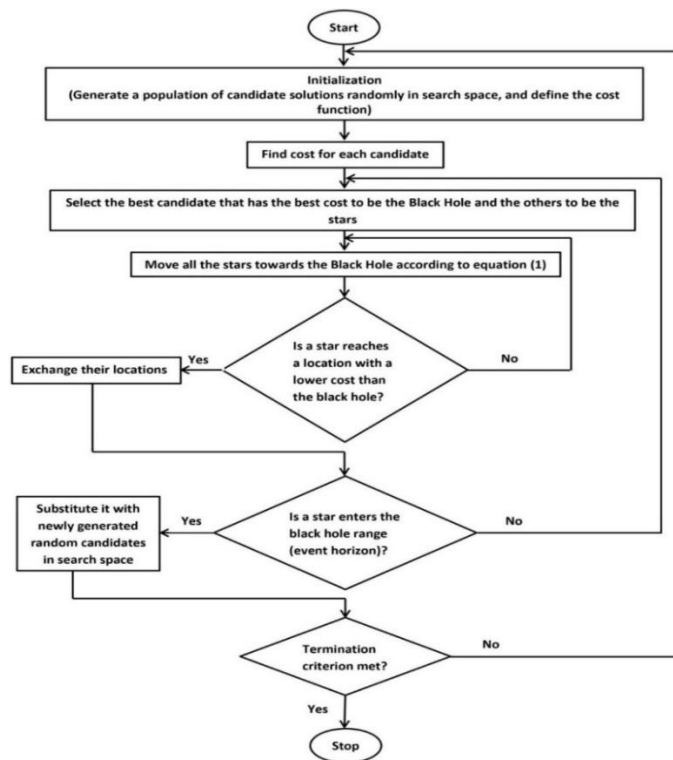 Start
Initialization
(Generate a population of candidate solutions randomly in search space, and define the cost
function)
Find cost for each candidate
Select the best candidate that has the best cost to be the Black Hole and the others to be the
stars
Move all the stars towards the Black Hole according to equation (1)
Is a star reaches
a location with a
lower cost than
the black hole?
Yes
No
Exchange their locations
Is a star enters the
black hole range
(event horizon)?
Yes
No
Substitute it with
newly generated
random candidates
in search space
Termination
criterion met?
No
Yes
Stop